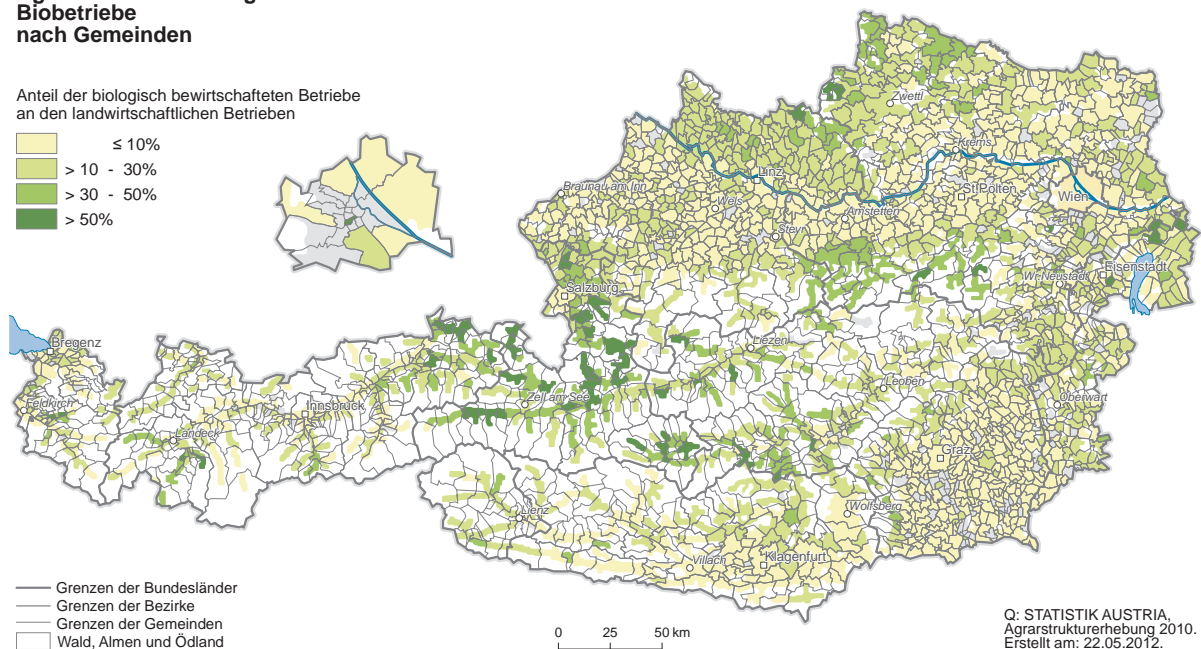 Biobetriebe
nach Gemeinden
Anteil der biologisch bewirtschafteten Betriebe
an den landwirtschaftlichen Betrieben
≤ 10%
> 10 - 30%
> 30 - 50%
> 50%
Zwettl
Krems
Linz
St. Pölten
Wien
Braunau am Inn
Wels
Amstetten
Steyr
Eisenstadt
Wr. Neustadt
Salzburg
Bregenz
Liezen
Leoben
Zell am See
Oberwart
Feldkirch
Innsbruck
Landeck
Graz
Lienz
Wolfsberg
Villach
Klagenfurt
Grenzen der Bundesländer
Grenzen der Bezirke
Grenzen der Gemeinden
Wald, Almen und Ödland
0 25 50 km
Q: STATISTIK AUSTRIA,
Agrarstrukturerhebung 2010.
Erstellt am: 22.05.2012.